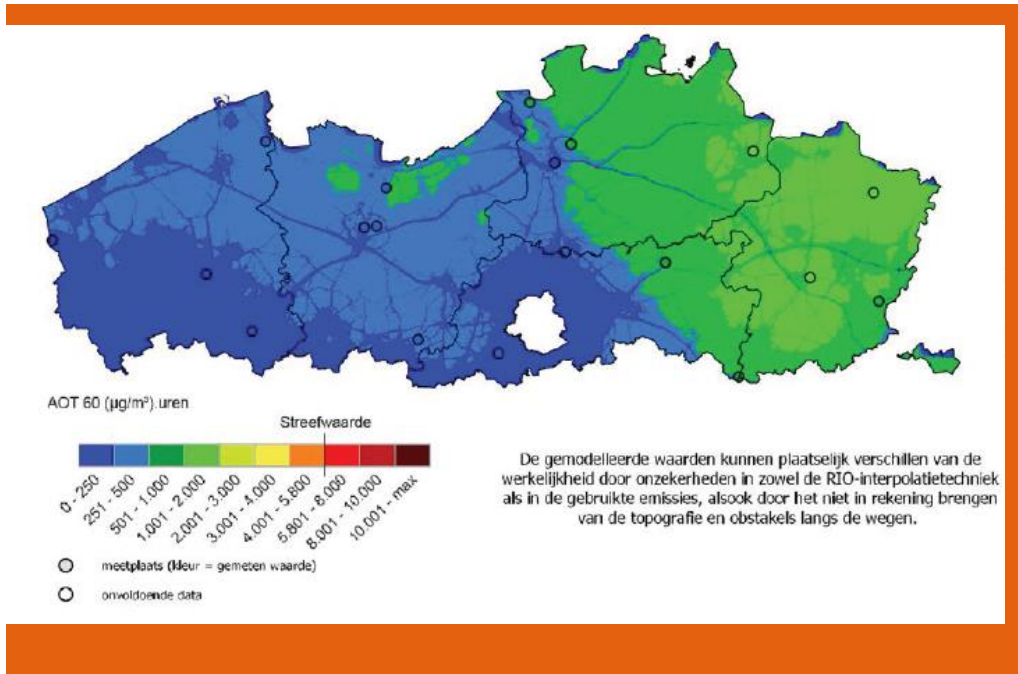 AOT 60 (µg/m³).uren
Streefwaarde
0 - 250
251 - 500
501 - 1.000
1.001 - 2.000
2.001 - 3.000
3.001 - 4.000
4.001 - 5.800
5.801 - 8.000
8.001 - 10.000
10.001 - max
meetplaats (kleur = gemeten waarde)
onvoldoende data
De gemodelleerde waarden kunnen plaatselijk verschillen van de
werkelijkheid door onzekerheden in zowel de RIO-interpolatietechniek
als in de gebruikte emissies, alsook door het niet in rekening brengen
van de topografie en obstakels langs de wegen.